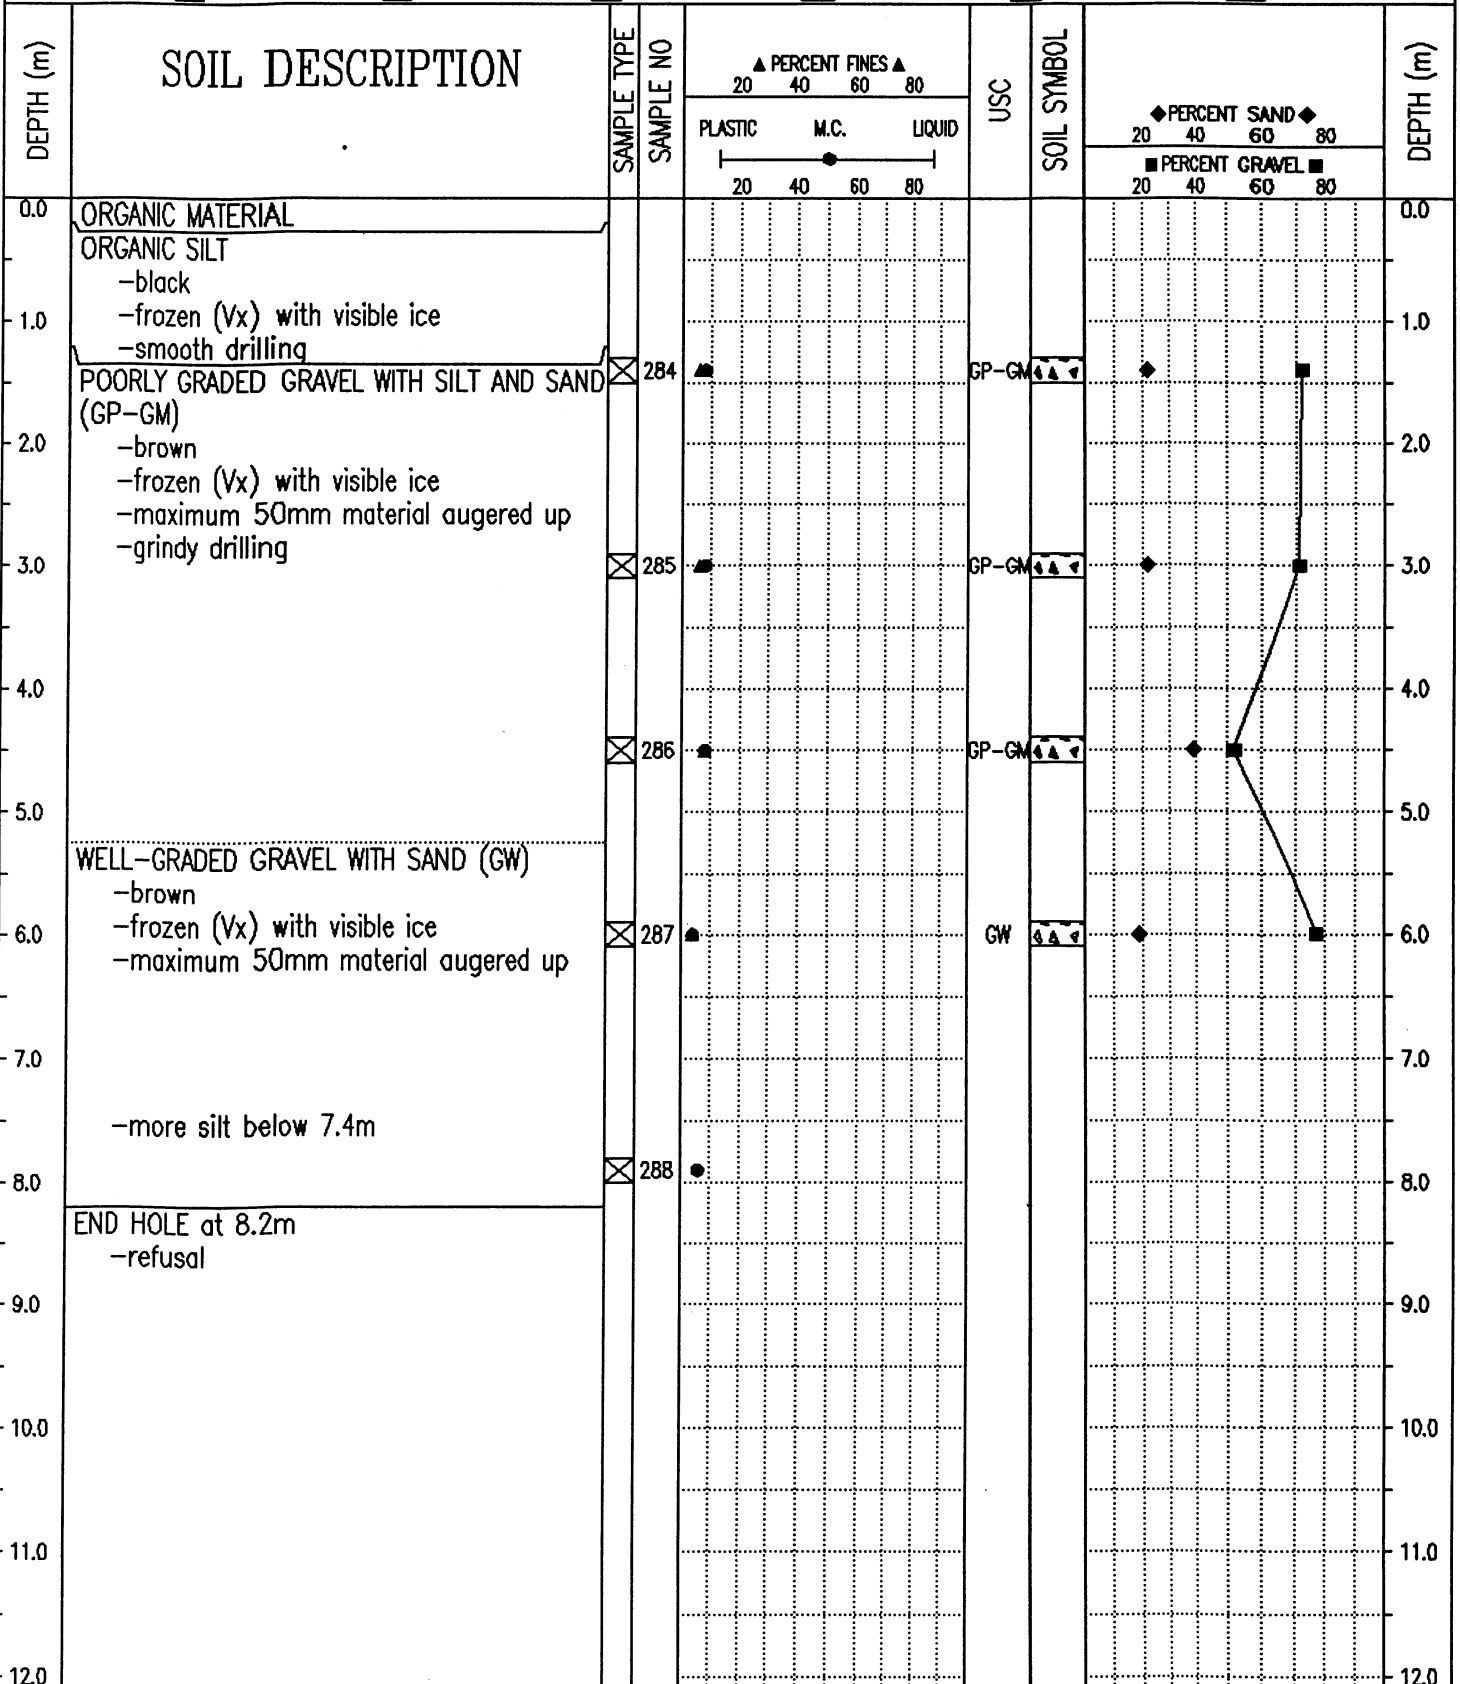 DEPTH (m)
SOIL DESCRIPTION
SAMPLE TYPE
SAMPLE NO
▲ PERCENT FINES ▲
20 40 60 80
PLASTIC M.C. LIQUID
20 40 60 80
USC
SOIL SYMBOL
◆PERCENT SAND◆
20 40 60 80
■PERCENT GRAVEL■
20 40 60 80
DEPTH (m)
0.0 ORGANIC MATERIAL 0.0
ORGANIC SILT
-black
1.0 -frozen (Vx) with visible ice 1.0
-smooth drilling
284 GP-GM
POORLY GRADED GRAVEL WITH SILT AND SAND
(GP-GM)
2.0 -brown 2.0
-frozen (Vx) with visible ice
-maximum 50mm material augered up
-grindy drilling
3.0 285 GP-GM 3.0
4.0 4.0
286 GP-GM
5.0 5.0
WELL-GRADED GRAVEL WITH SAND (GW)
-brown
6.0 -frozen (Vx) with visible ice 287 GW 6.0
-maximum 50mm material augered up
7.0 7.0
-more silt below 7.4m
288
8.0 8.0
END HOLE at 8.2m
-refusal
9.0 9.0
10.0 10.0
11.0 11.0
12.0 12.0